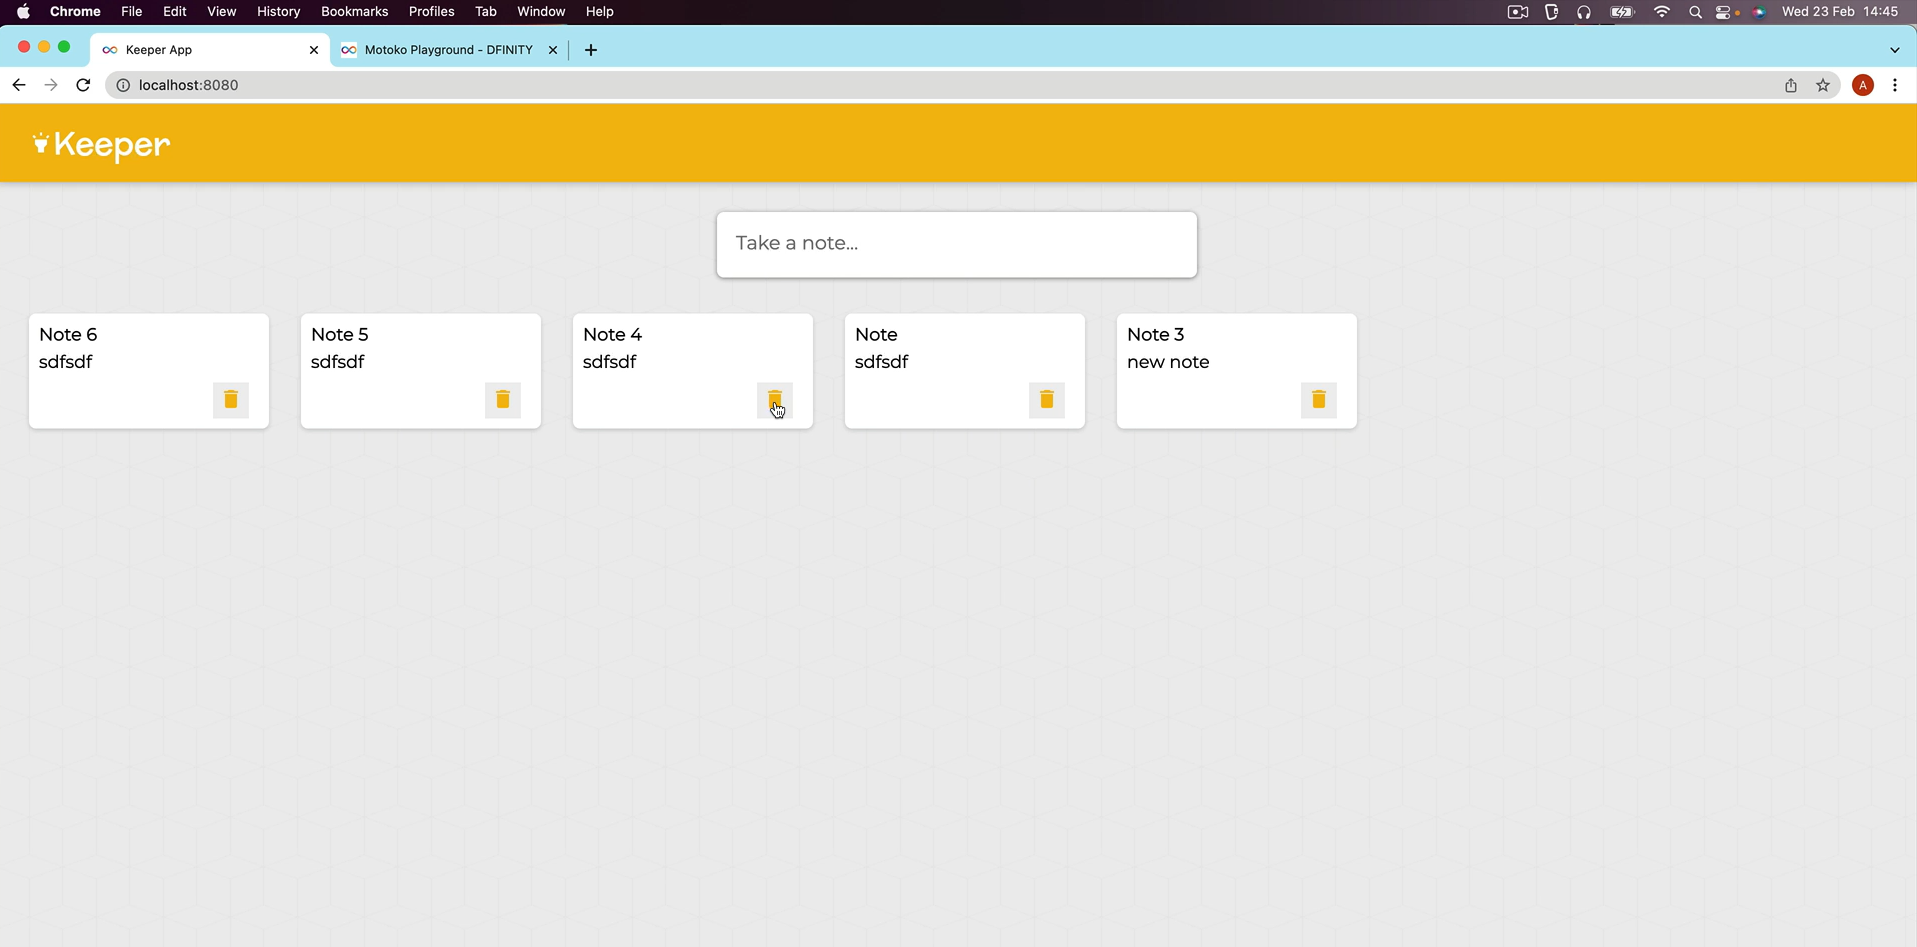 Chrome File Edit View History Bookmarks Profiles Tab Window Help Wed 23 Feb 14:45
Keeper App Motoko Playground - DFINITY
localhost:8080 A
Keeper
Take a note...
Note 6
sdfsdf
Note 5
sdfsdf
Note 4
sdfsdf
Note
sdfsdf
Note 3
new note